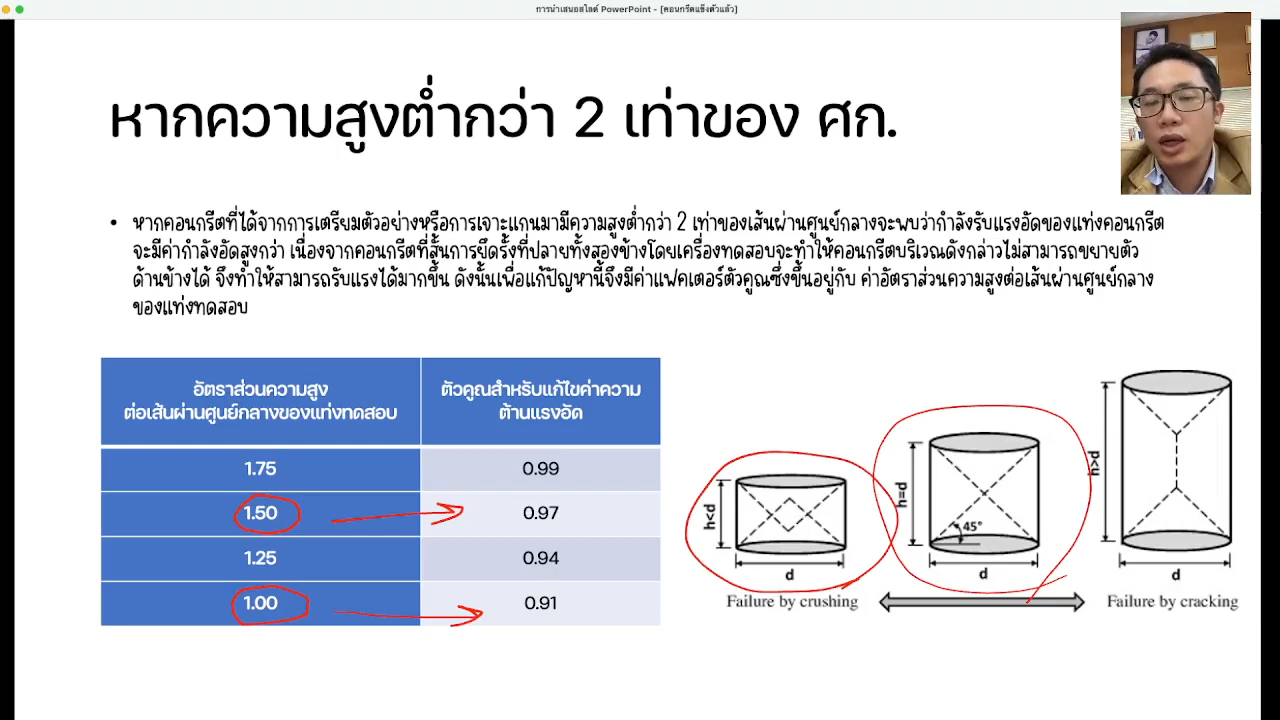 การนำเสนอสไลด์ PowerPoint - [คอนกรีตแข็งตัวแล้ว]
หากความสูงต่ำกว่า 2 เท่าของ ศก.
• หากคอนกรีตที่ได้จากการเตรียมตัวอย่างหรือการเจาะแกนมามีความสูงต่ำกว่า 2 เท่าของเส้นผ่านศูนย์กลางจะพบว่ากำลังรับแรงอัดของแท่งคอนกรีต
จะมีค่ากำลังอัดสูงกว่า เนื่องจากคอนกรีตที่สั้นการยึดรั้งที่ปลายทั้งสองข้างโดยเครื่องทดสอบจะทำให้คอนกรีตบริเวณดังกล่าวไม่สามารถขยายตัว
ด้านข้างได้ จึงทำให้สามารถรับแรงได้มากขึ้น ดังนั้นเพื่อแก้ปัญหานี้จึงมีค่าแฟคเตอร์ตัวคูณซึ่งขึ้นอยู่กับ ค่าอัตราส่วนความสูงต่อเส้นผ่านศูนย์กลาง
ของแท่งทดสอบ
อัตราส่วนความสูง
ต่อเส้นผ่านศูนย์กลางของแท่งทดสอบ
ตัวคูณสำหรับแก้ไขค่าความ
ต้านแรงอัด
1.75 0.99
1.50 0.97
1.25 0.94
1.00 0.91
h<d
d
h=d
45°
d
h>d
d
Failure by crushing
Failure by cracking